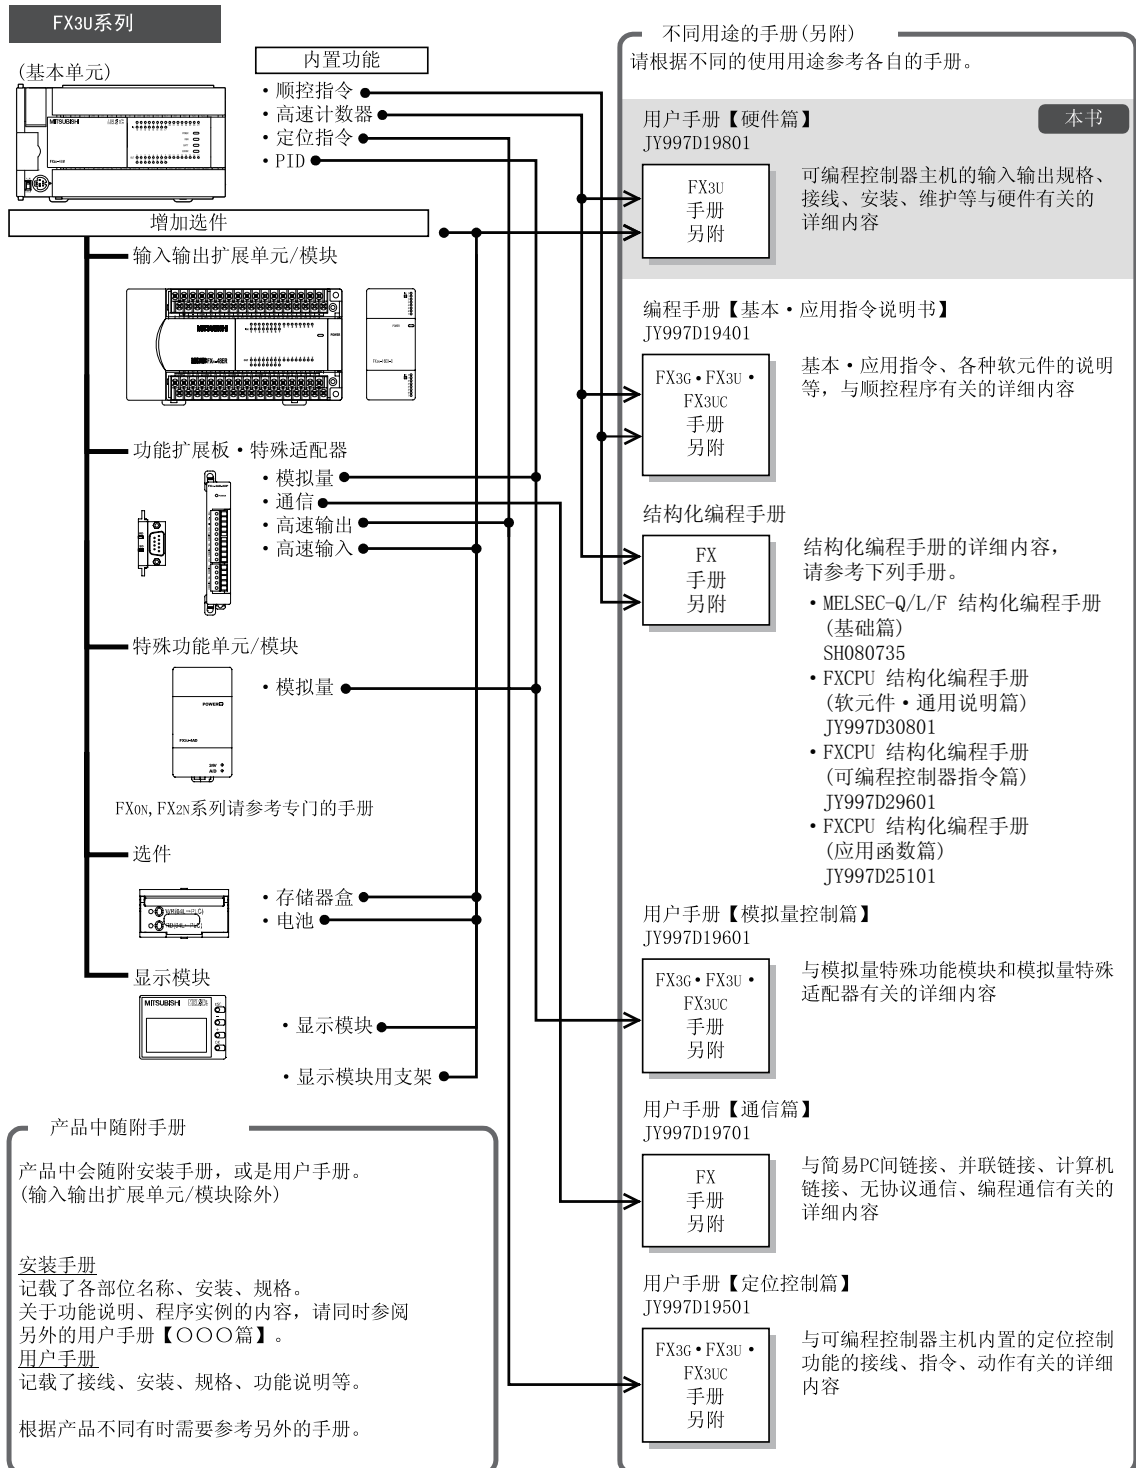 FX3U系列
(基本单元)
MITSUBISHI
内置功能
・顺控指令
・高速计数器
・定位指令
・PID
增加选件
输入输出扩展单元/模块
MITSUBISHI
功能扩展板・特殊适配器
・模拟量
・通信
・高速输出
・高速输入
特殊功能单元/模块
POWER
・模拟量
FX0N,FX2N系列请参考专门的手册
选件
・存储器盒
・电池
显示模块
MITSUBISHI
・显示模块
・显示模块用支架
产品中随附手册
产品中会随附安装手册，或是用户手册。
(输入输出扩展单元/模块除外)
安装手册
记载了各部位名称、安装、规格。
关于功能说明、程序实例的内容，请同时参阅
另外的用户手册【〇〇〇篇】。
用户手册
记载了接线、安装、规格、功能说明等。
根据产品不同有时需要参考另外的手册。
不同用途的手册(另附)
请根据不同的使用用途参考各自的手册。
用户手册【硬件篇】
本书
JY997D19801
FX3U
手册
另附
可编程控制器主机的输入输出规格、
接线、安装、维护等与硬件有关的
详细内容
编程手册【基本・应用指令说明书】
JY997D19401
FX3G・FX3U・
FX3UC
手册
另附
基本・应用指令、各种软元件的说明
等，与顺控程序有关的详细内容
结构化编程手册
FX
手册
另附
结构化编程手册的详细内容，
请参考下列手册。
・MELSEC-Q/L/F 结构化编程手册
(基础篇)
SH080735
・FXCPU 结构化编程手册
(软元件・通用说明篇)
JY997D30801
・FXCPU 结构化编程手册
(可编程控制器指令篇)
JY997D29601
・FXCPU 结构化编程手册
(应用函数篇)
JY997D25101
用户手册【模拟量控制篇】
JY997D19601
FX3G・FX3U・
FX3UC
手册
另附
与模拟量特殊功能模块和模拟量特殊
适配器有关的详细内容
用户手册【通信篇】
JY997D19701
FX
手册
另附
与简易PC间链接、并联链接、计算机
链接、无协议通信、编程通信有关的
详细内容
用户手册【定位控制篇】
JY997D19501
FX3G・FX3U・
FX3UC
手册
另附
与可编程控制器主机内置的定位控制
功能的接线、指令、动作有关的详细
内容